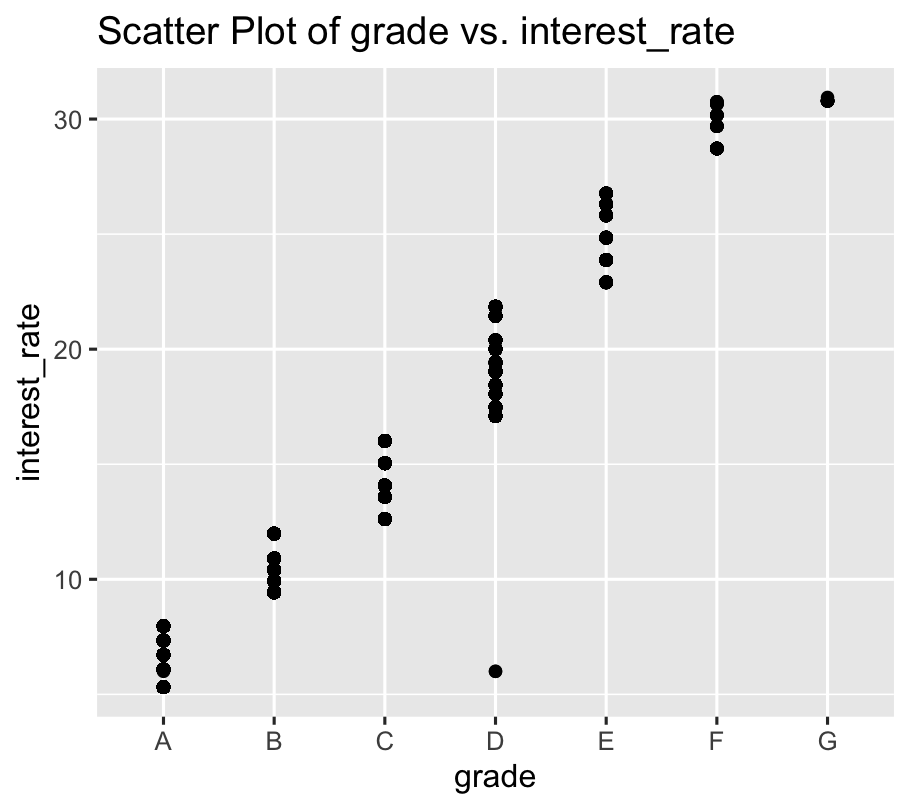 Scatter Plot of grade vs. interest_rate
interest_rate
30
20
10
A B C D E F G
grade